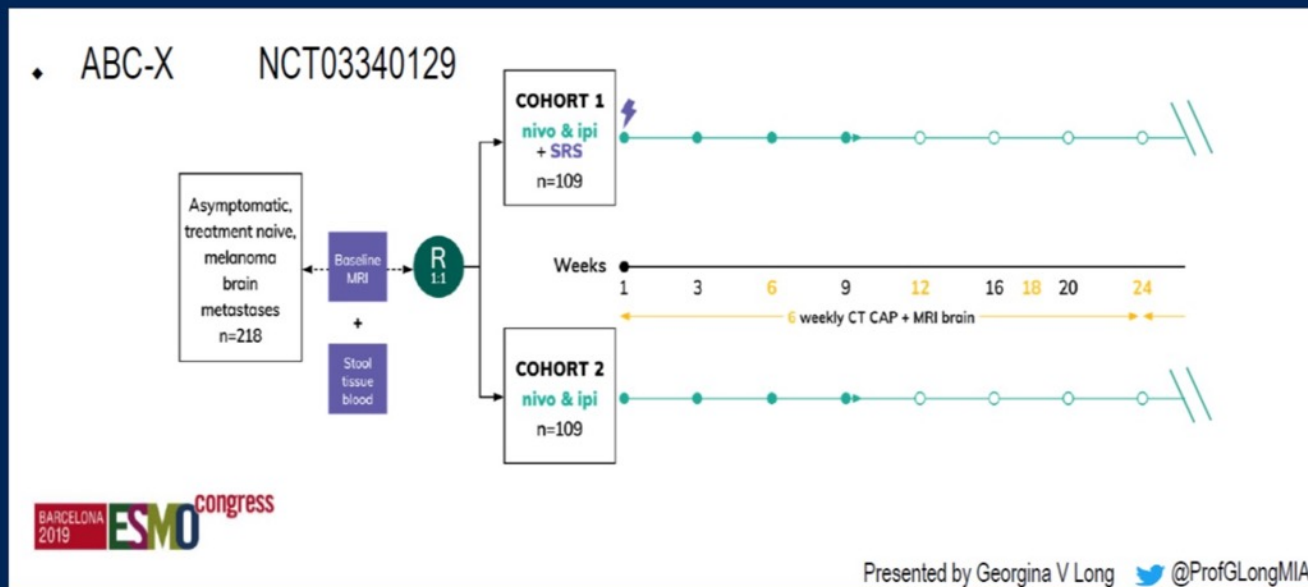 ABC-X NCT03340129
Asymptomatic,
treatment naive,
melanoma
brain
metastases
n=218
Baseline
MRI
+
Stool
tissue
blood
R
1:1
COHORT 1
nivo & ipi
+ SRS
n=109
Weeks
1 3 6 9 12 16 18 20 24
6 weekly CT CAP + MRI brain
COHORT 2
nivo & ipi
n=109
BARCELONA
2019
ESMO congress
Presented by Georgina V Long @ProfGLongMIA